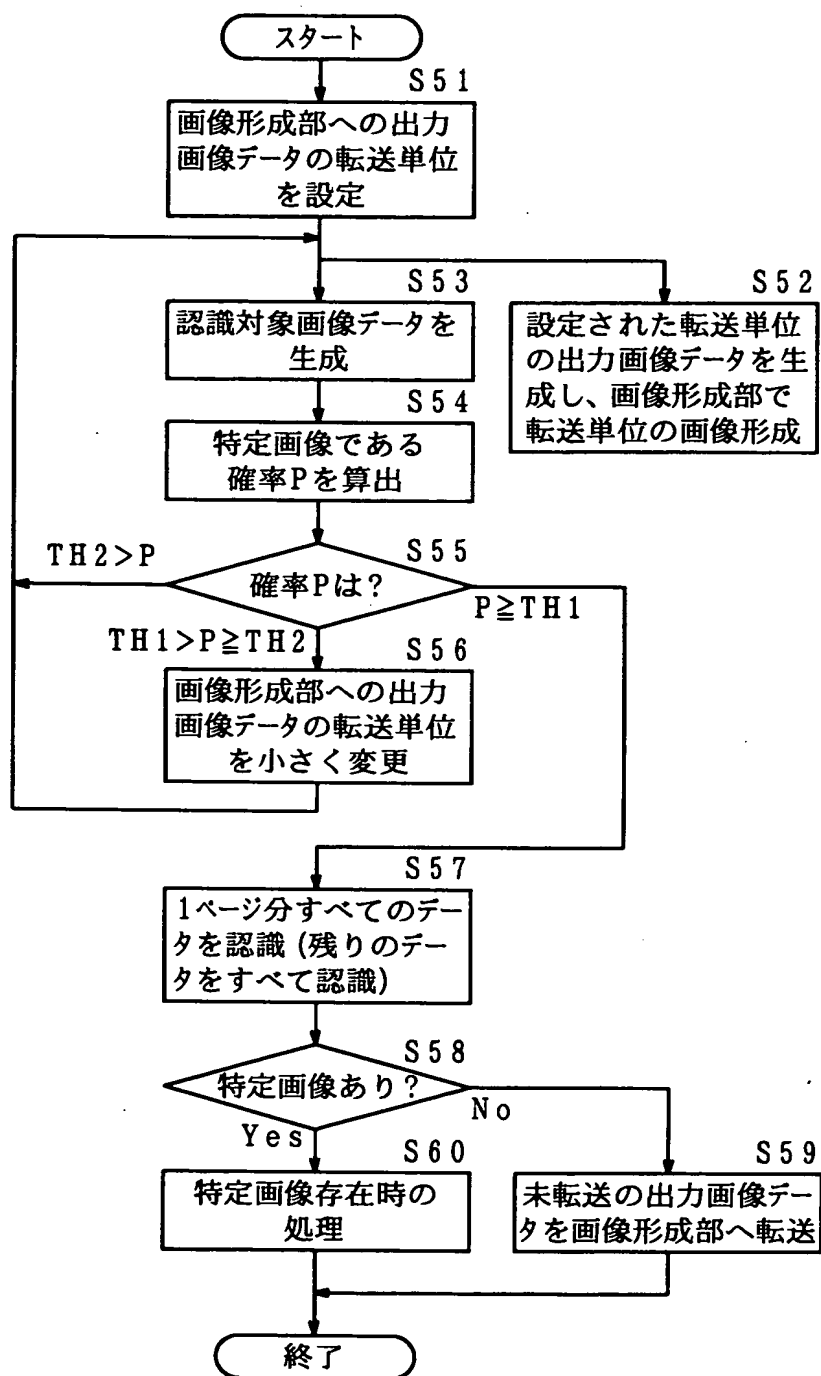 スタート
S51
画像形成部への出力
画像データの転送単位
を設定
S53
認識対象画像データを
生成
S52
設定された転送単位
の出力画像データを生
成し、画像形成部で
転送単位の画像形成
S54
特定画像である
確率Pを算出
S55
確率Pは?
TH2>P
P≧TH1
TH1>P≧TH2
S56
画像形成部への出力
画像データの転送単位
を小さく変更
S57
1ページ分すべてのデー
タを認識(残りのデー
タをすべて認識)
S58
特定画像あり?
No
Yes
S60
特定画像存在時の
処理
S59
未転送の出力画像デー
タを画像形成部へ転送
終了